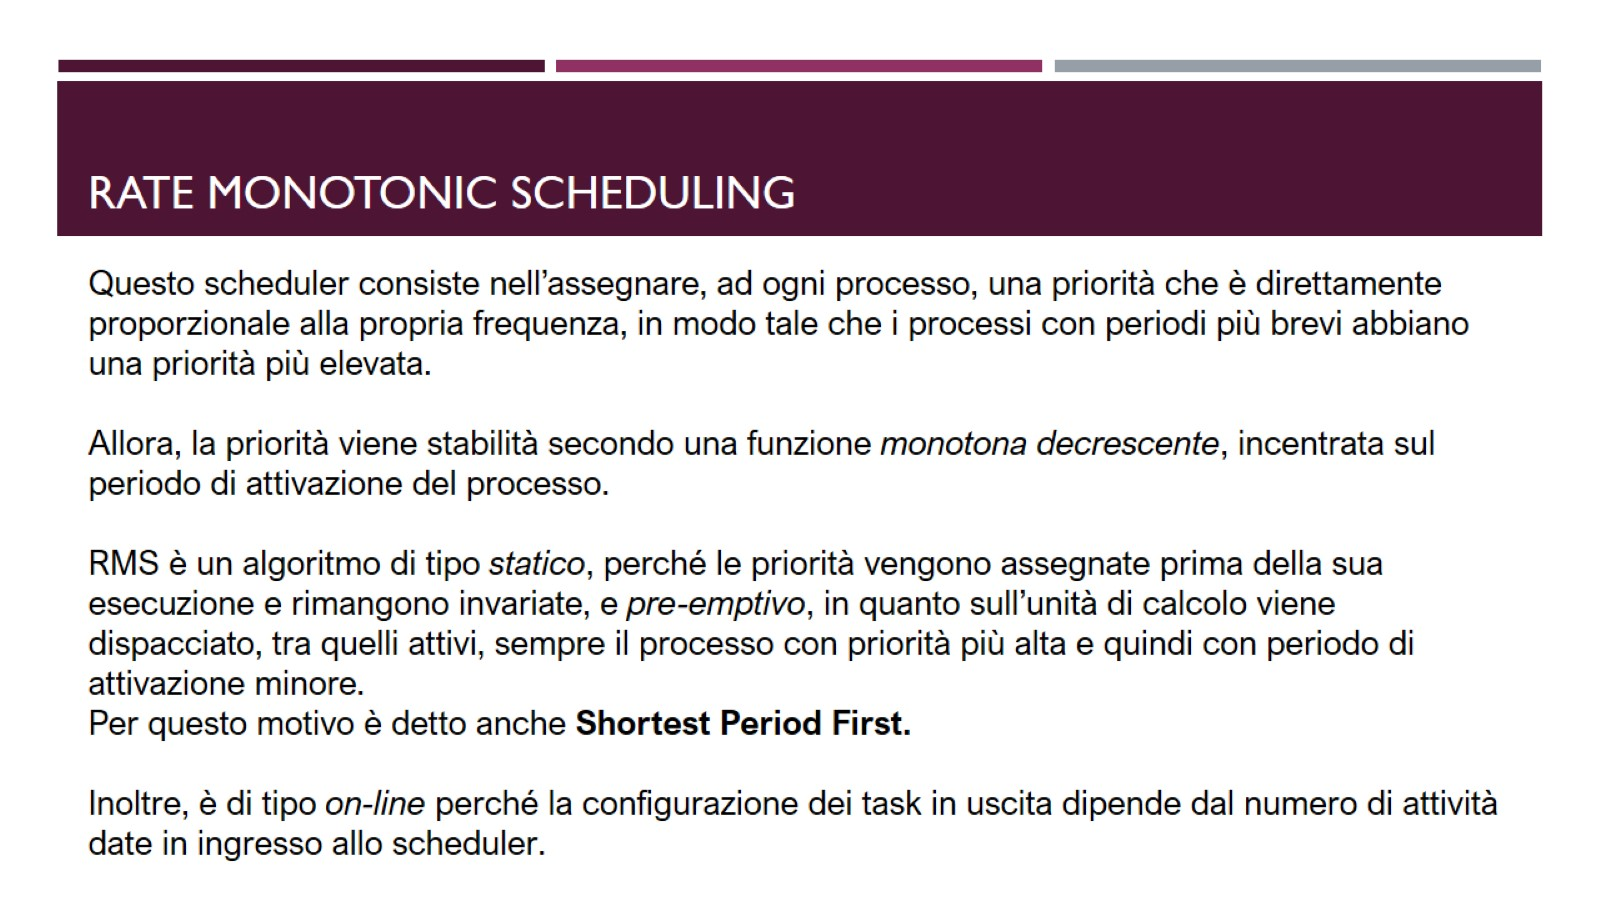 RATE MONOTONIC SCHEDULING
Questo scheduler consiste nell’assegnare, ad ogni processo, una priorità che è direttamente
proporzionale alla propria frequenza, in modo tale che i processi con periodi più brevi abbiano
una priorità più elevata.
Allora, la priorità viene stabilità secondo una funzione monotona decrescente, incentrata sul
periodo di attivazione del processo.
RMS è un algoritmo di tipo statico, perché le priorità vengono assegnate prima della sua
esecuzione e rimangono invariate, e pre-emptivo, in quanto sull’unità di calcolo viene
dispacciato, tra quelli attivi, sempre il processo con priorità più alta e quindi con periodo di
attivazione minore.
Per questo motivo è detto anche Shortest Period First.
Inoltre, è di tipo on-line perché la configurazione dei task in uscita dipende dal numero di attività
date in ingresso allo scheduler.